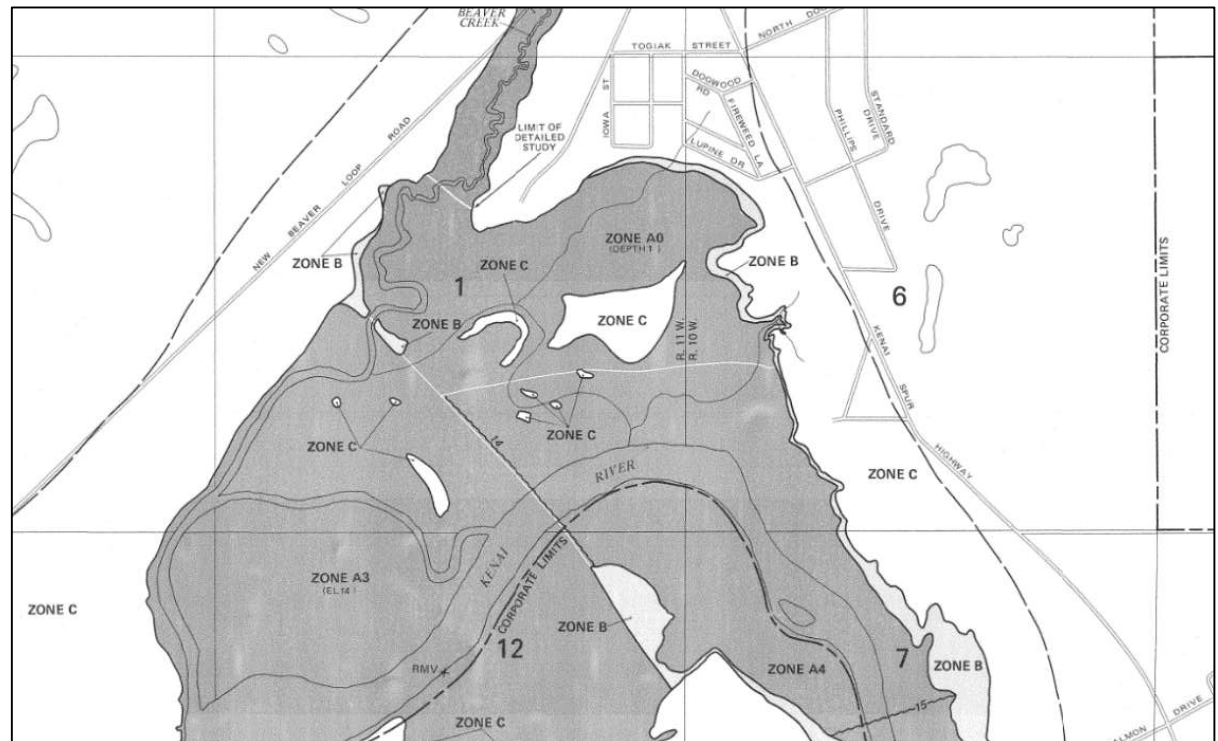 BEAVER
CREEK
TOGIAK STREET
NORTH
DOGWOOD
RD
IOWA ST
FIREWEED LA
LUPINE DR
PHILLIPS
DRIVE
STANDARD
DRIVE
LIMIT OF
DETAILED
STUDY
NEW BEAVER LOOP ROAD
ZONE A0
(DEPTH 1)
ZONE B
ZONE C
ZONE B
1
6
ZONE B
ZONE C
CORPORATE LIMITS
R. 11 W.
R. 10 W.
KENAI SPUR HIGHWAY
14
ZONE C
ZONE C
ZONE C
KENAI RIVER
CORPORATE LIMITS
ZONE A3
(EL 14)
ZONE C
12
ZONE B
RMV
ZONE A4
7
ZONE B
15
ZONE C
DRIVE